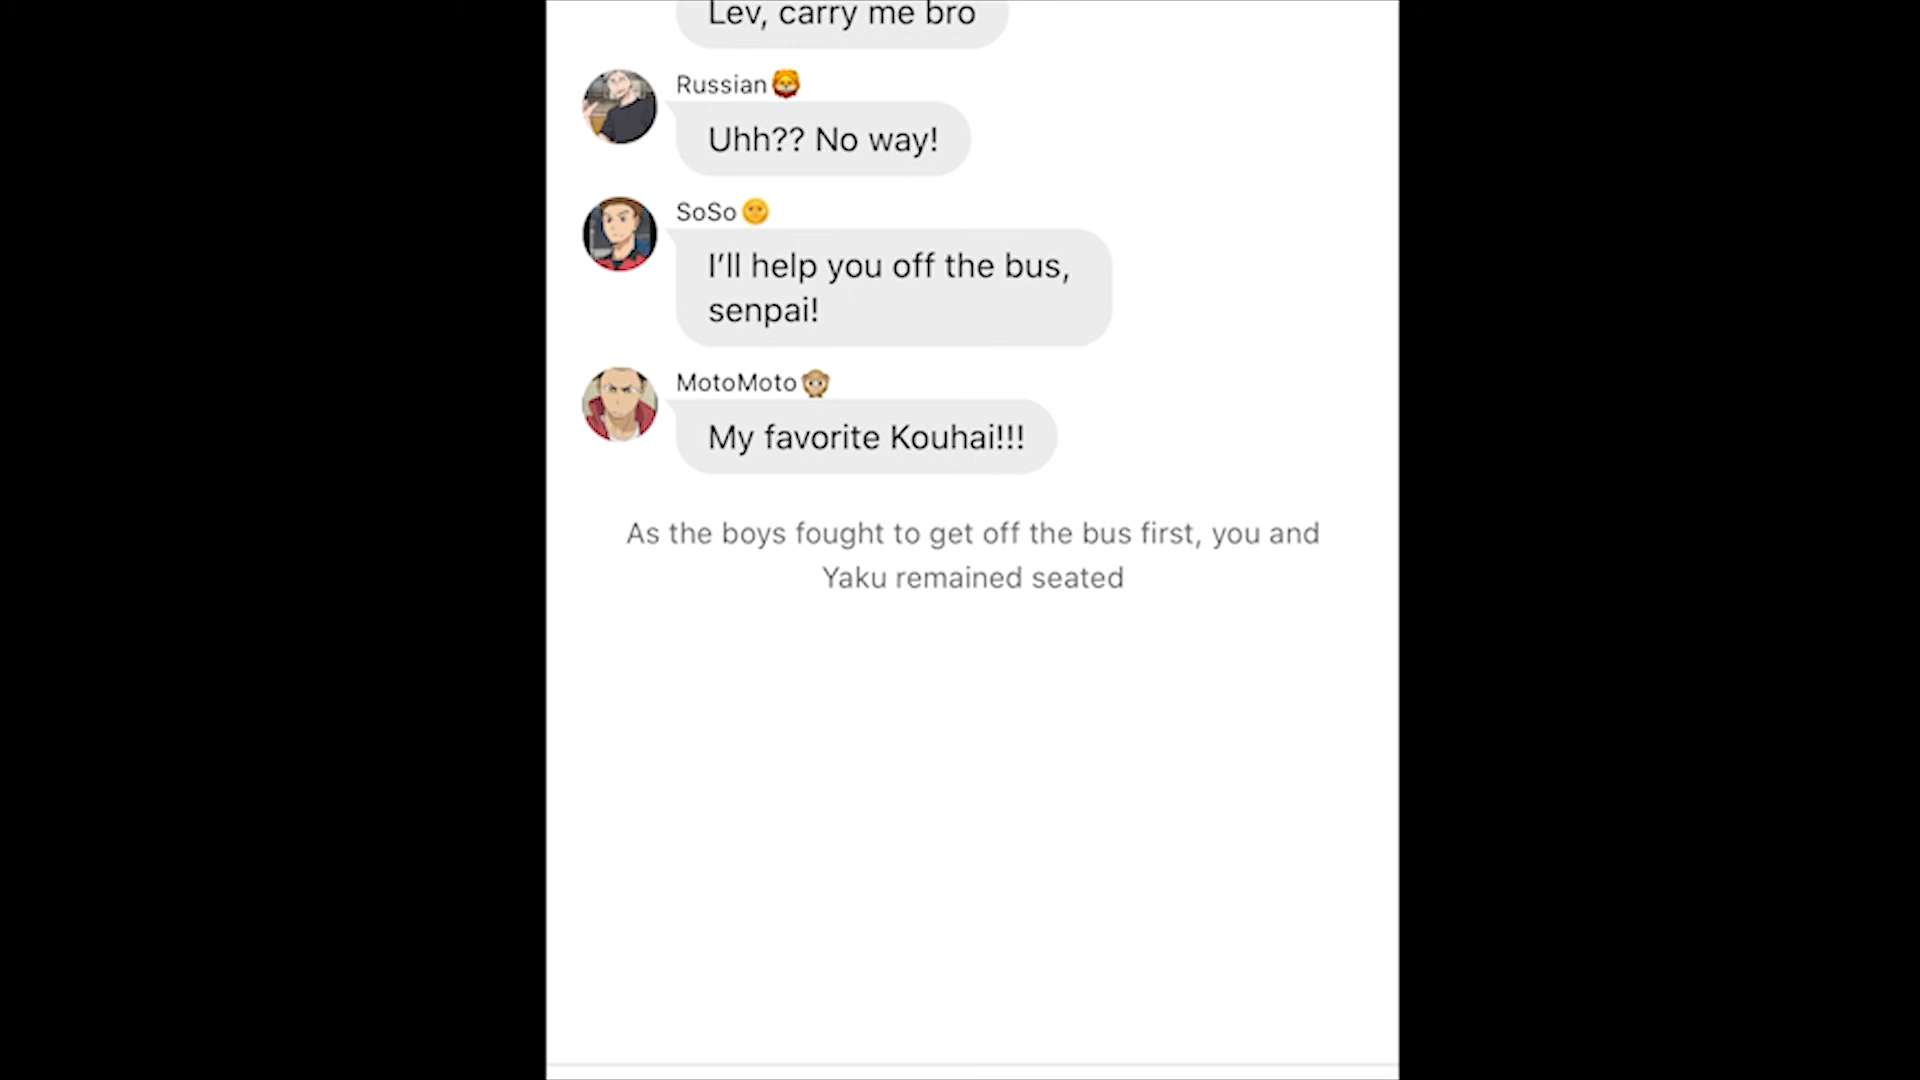 Lev, carry me bro
Russian🦁
Uhh?? No way!
SoSo🌞
I'll help you off the bus,
senpai!
MotoMoto🐵
My favorite Kouhai!!!
As the boys fought to get off the bus first, you and
Yaku remained seated